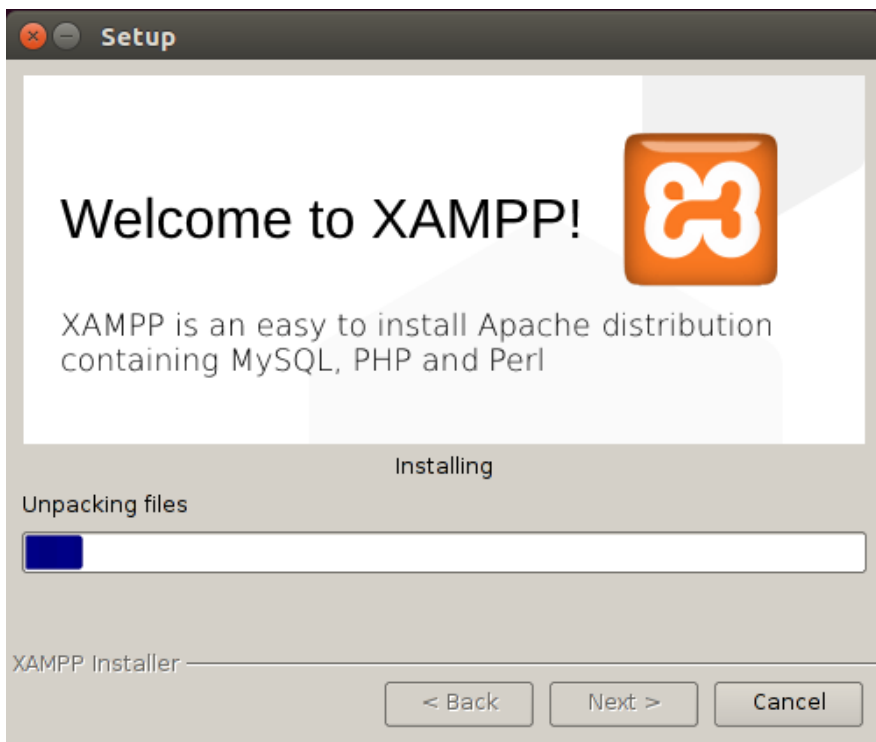 Setup
Welcome to XAMPP!
XAMPP is an easy to install Apache distribution
containing MySQL, PHP and Perl
Installing
Unpacking files
XAMPP Installer
< Back Next > Cancel